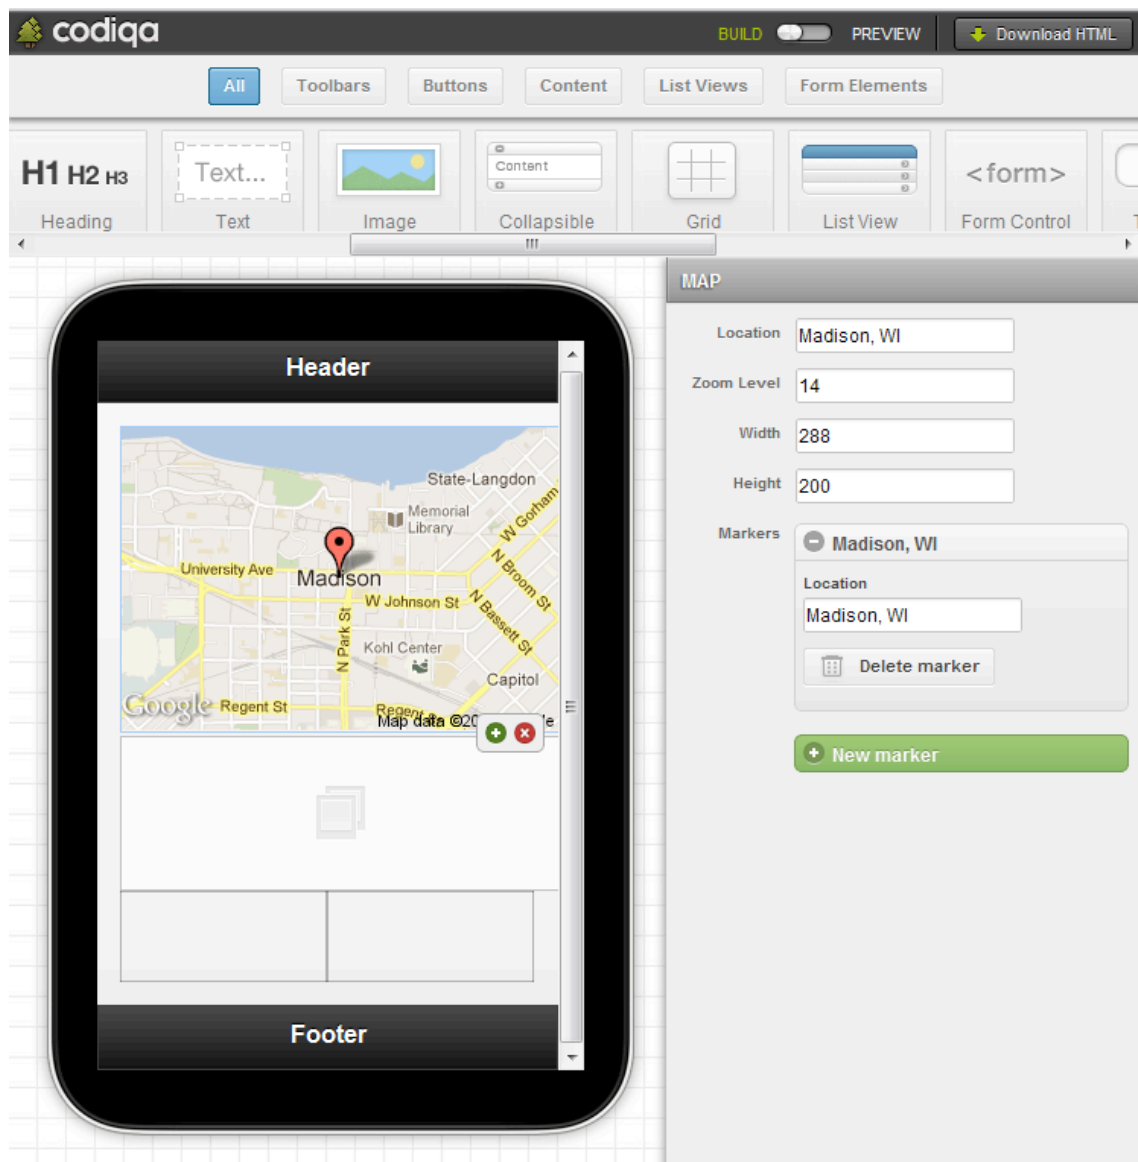 codiqa
BUILD PREVIEW Download HTML
All Toolbars Buttons Content List Views Form Elements
H1 H2 H3 Text... Content <form>
Heading Text Image Collapsible Grid List View Form Control
MAP
Location Madison, WI
Zoom Level 14
Width 288
Height 200
Markers Madison, WI
Location
Madison, WI
Delete marker
New marker
Header
State-Langdon
Memorial
Library
W Gorham
University Ave
Madison
N Broom St
W Johnson St
N Bassett St
N Park St
Kohl Center
Capitol
Google Regent St
Regent
Map data ©20
Footer